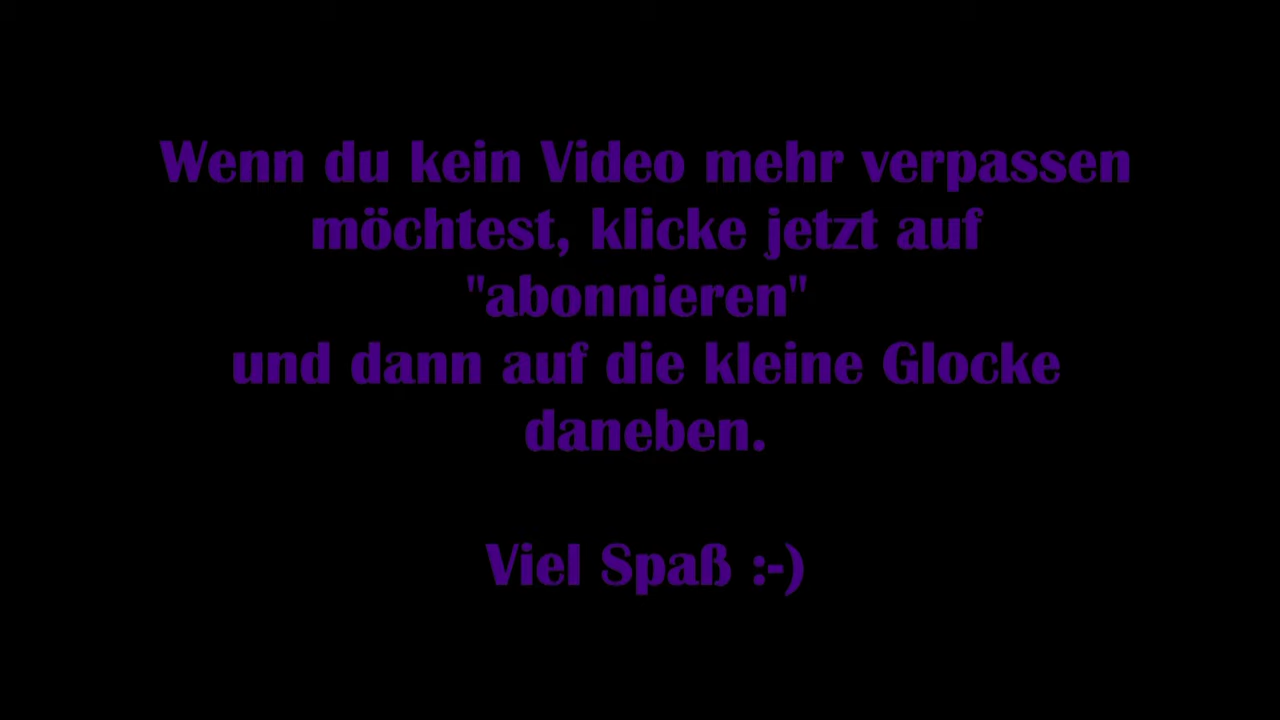 Wenn du kein Video mehr verpassen
möchtest, klicke jetzt auf
"abonnieren"
und dann auf die kleine Glocke
daneben.
Viel Spaß :-)